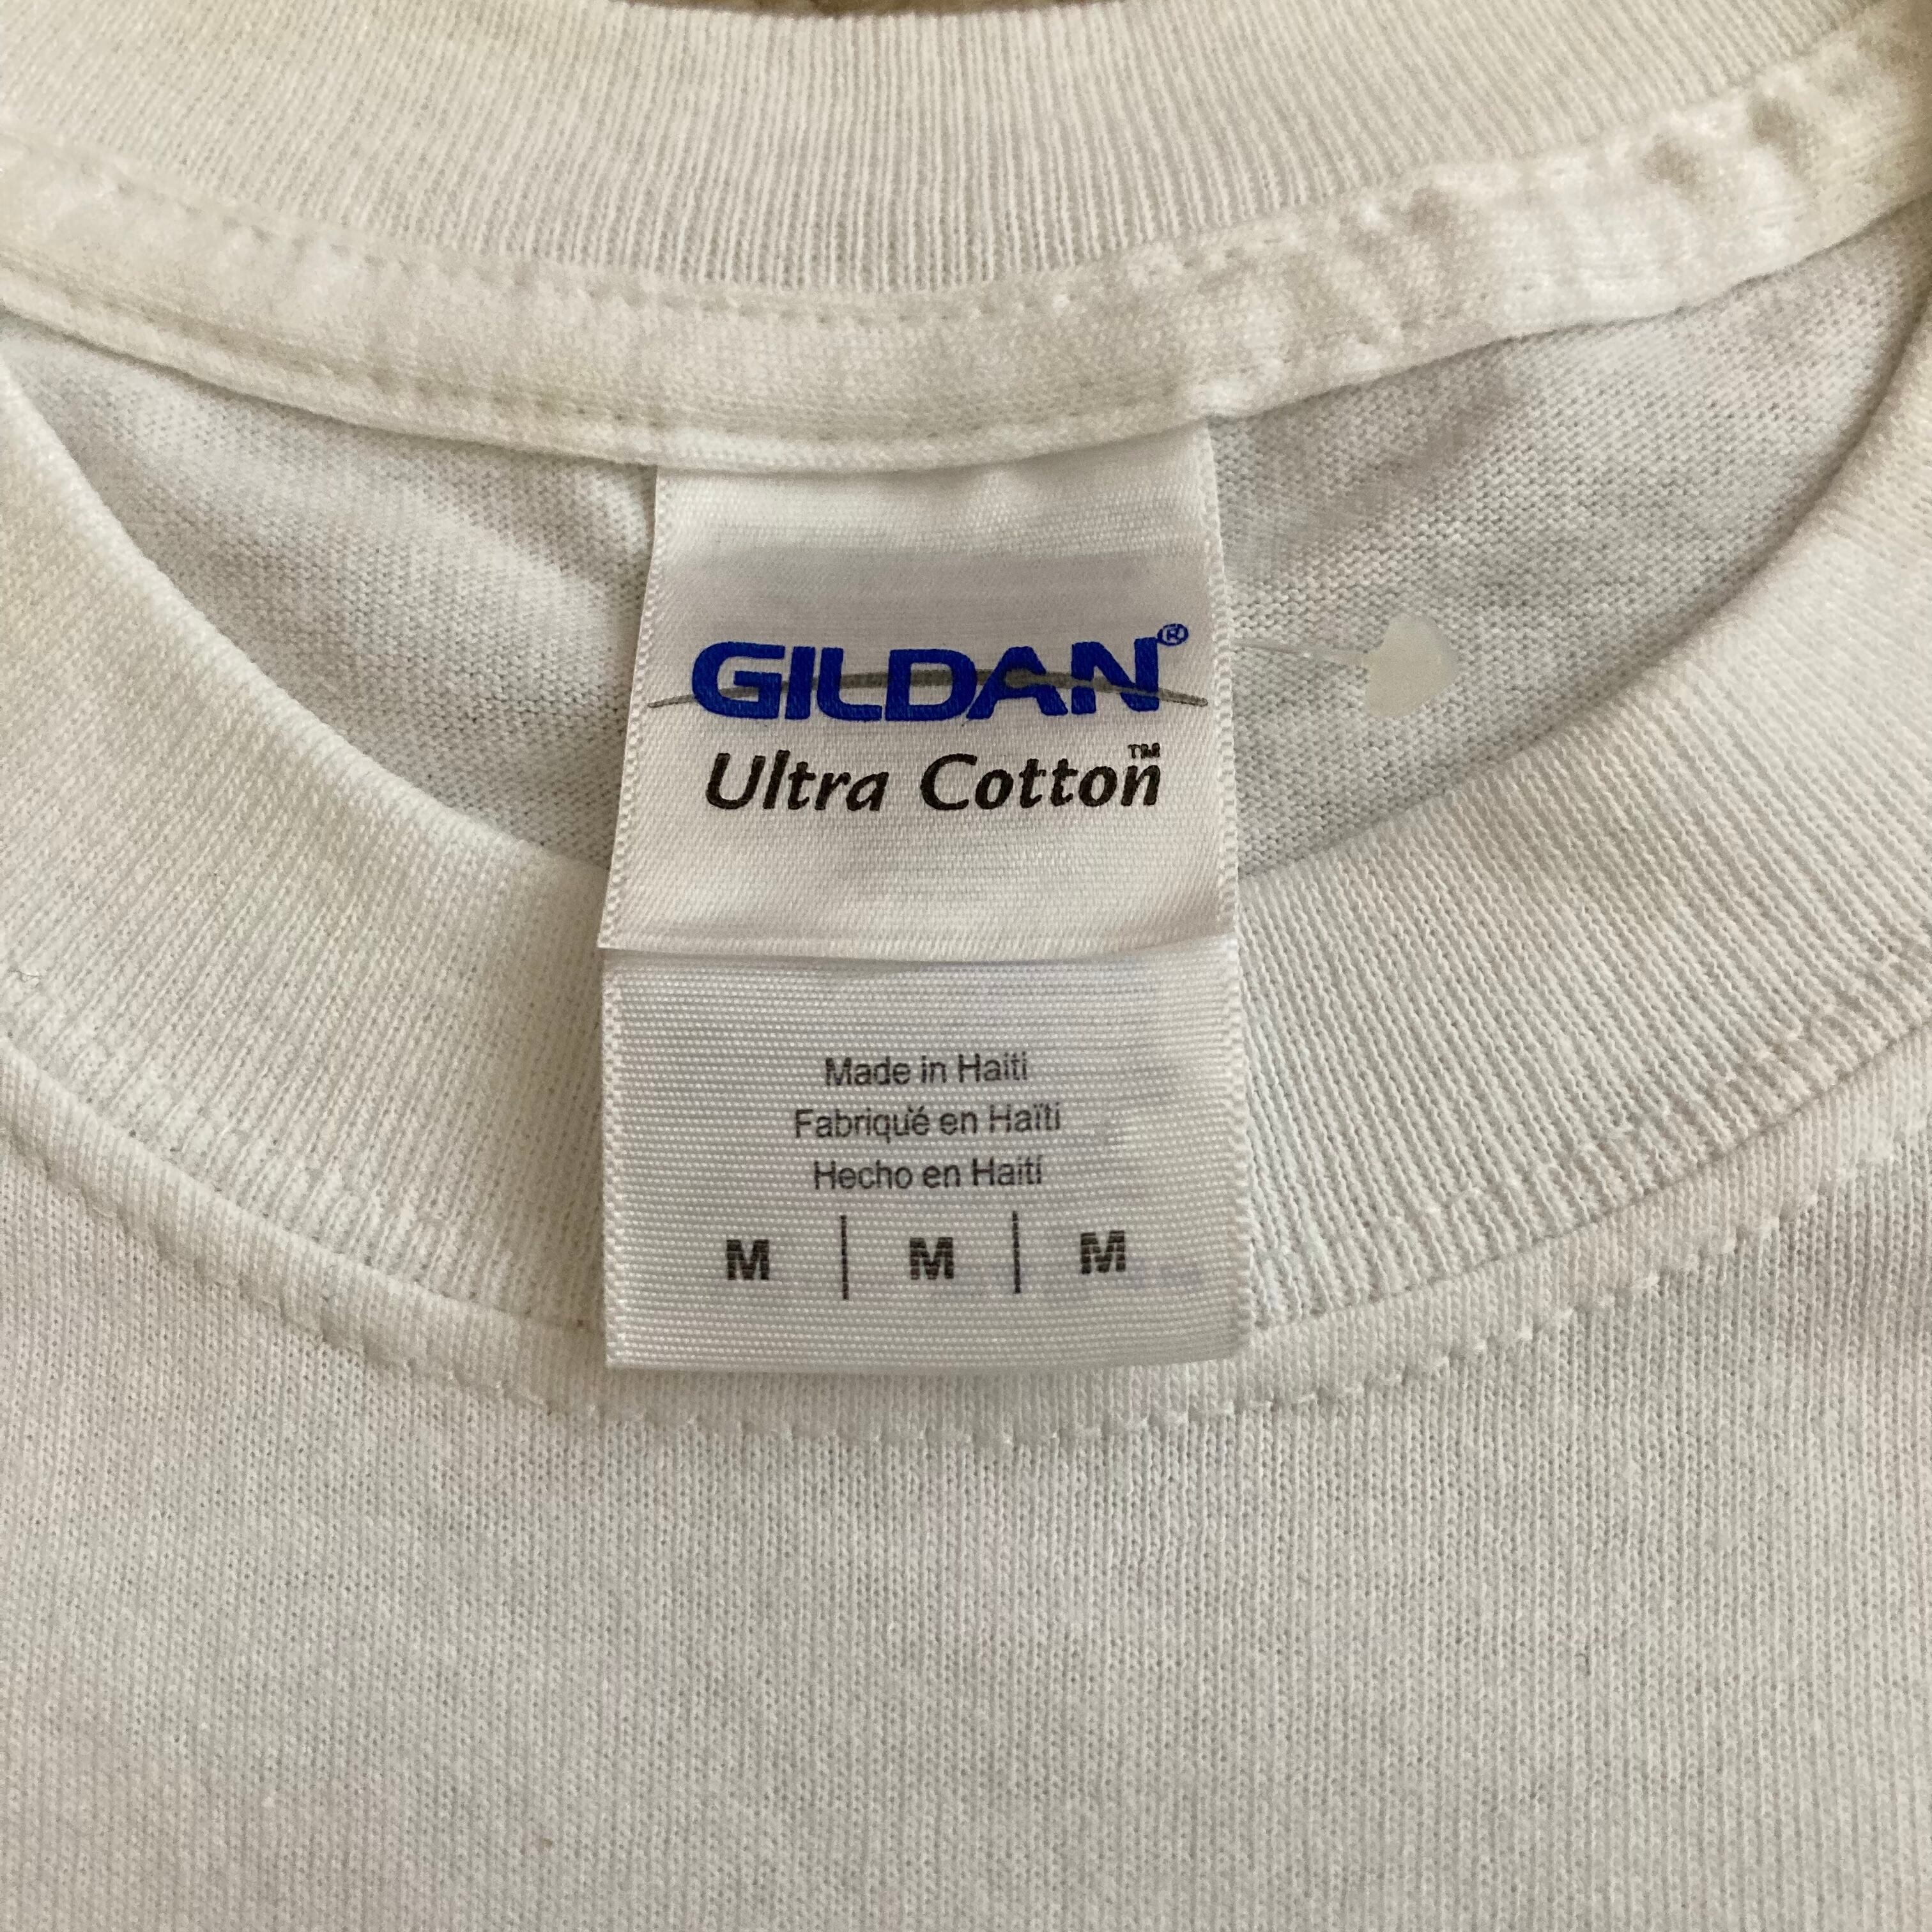 GILDAN®
Ultra Cotton™
Made in Haiti
Fabriqué en Haïti
Hecho en Haití
M | M | M